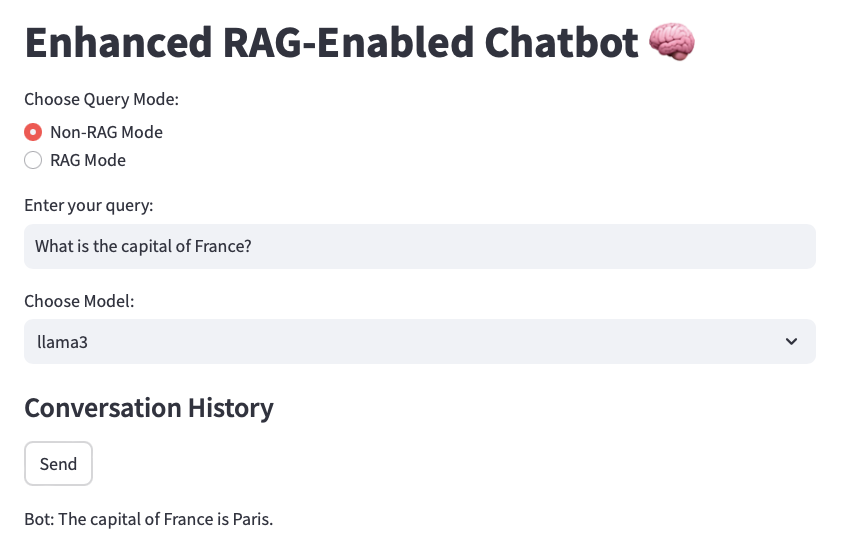 Enhanced RAG-Enabled Chatbot 🧠
Choose Query Mode:
Non-RAG Mode
RAG Mode
Enter your query:
What is the capital of France?
Choose Model:
llama3
Conversation History
Send
Bot: The capital of France is Paris.